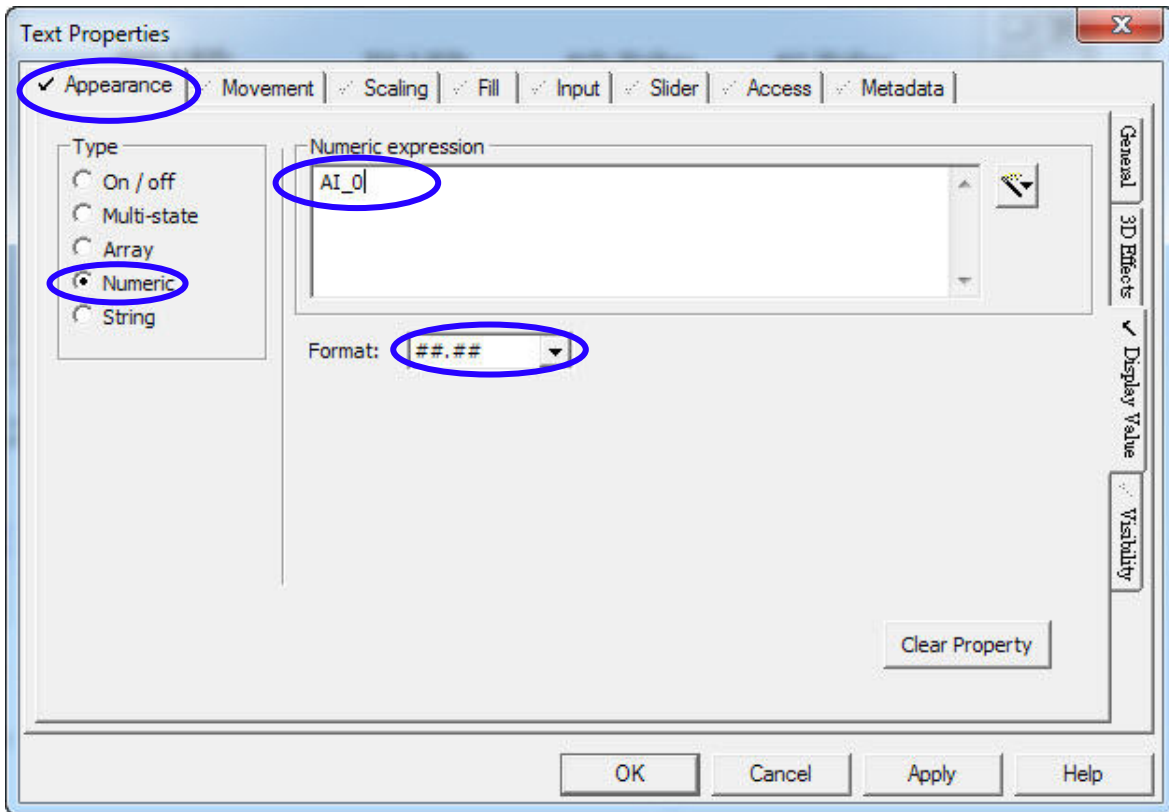 Text Properties
Appearance Movement Scaling Fill Input Slider Access Metadata
Type
On / off
Multi-state
Array
Numeric
String
Numeric expression
AI_0
Format: ##.##
General
3D Effects
Display Value
Visibility
Clear Property
OK Cancel Apply Help